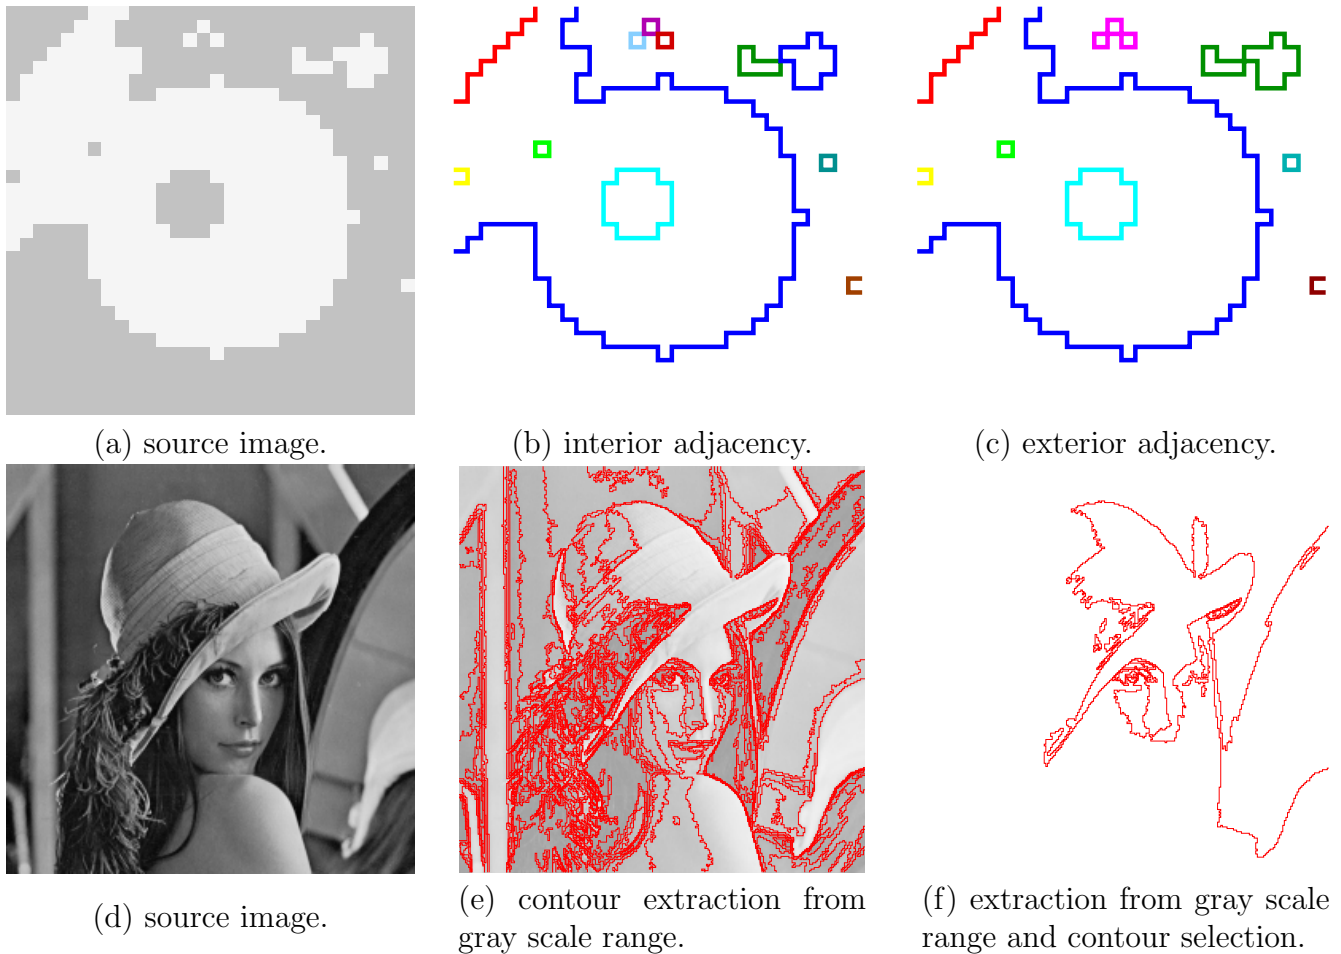 (a) source image.
(b) interior adjacency.
(c) exterior adjacency.
(d) source image.
(e) contour extraction from
gray scale range.
(f) extraction from gray scale
range and contour selection.